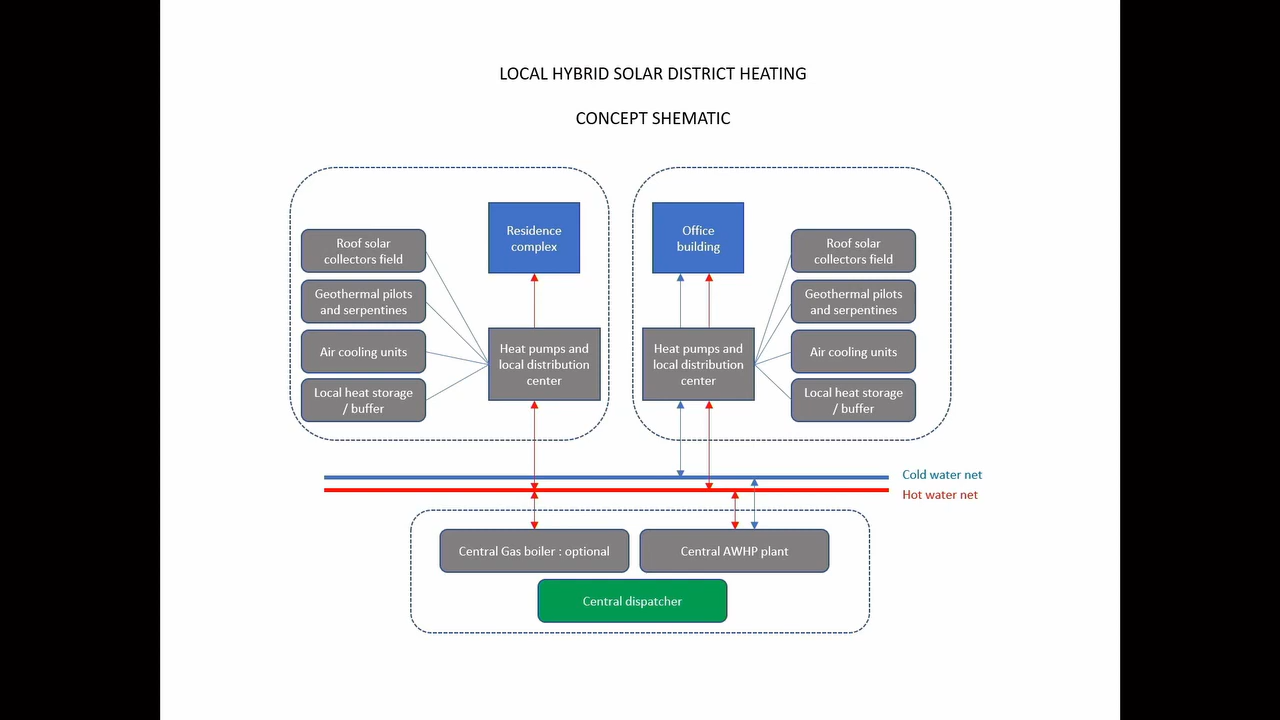 LOCAL HYBRID SOLAR DISTRICT HEATING
CONCEPT SHEMATIC
Residence
complex
Roof solar
collectors field
Geothermal pilots
and serpentines
Air cooling units
Local heat storage
/ buffer
Heat pumps and
local distribution
center
Office
building
Heat pumps and
local distribution
center
Roof solar
collectors field
Geothermal pilots
and serpentines
Air cooling units
Local heat storage
/ buffer
Cold water net
Hot water net
Central Gas boiler : optional
Central AWHP plant
Central dispatcher